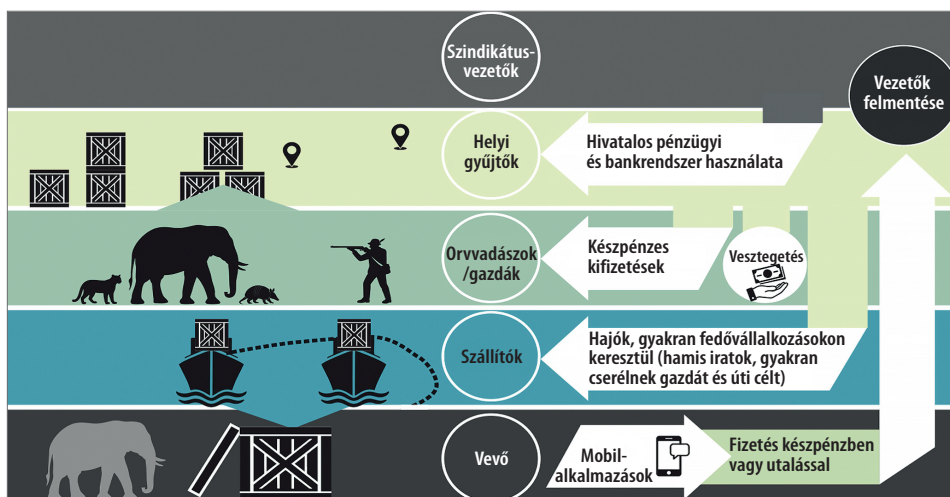 Szindikátus-
vezetők
Vezetők
felmentése
Helyi
gyűjtők
Hivatalos pénzügyi
és bankrendszer használata
Orvvadászok
/gazdák
Készpénzes
kifizetések
Vesztegetés
Szállítók
Hajók, gyakran fedővállalkozásokon
keresztül (hamis iratok, gyakran
cserélnek gazdát és úti célt)
Vevő
Mobil-
alkalmazások
Fizetés készpénzben
vagy utalással